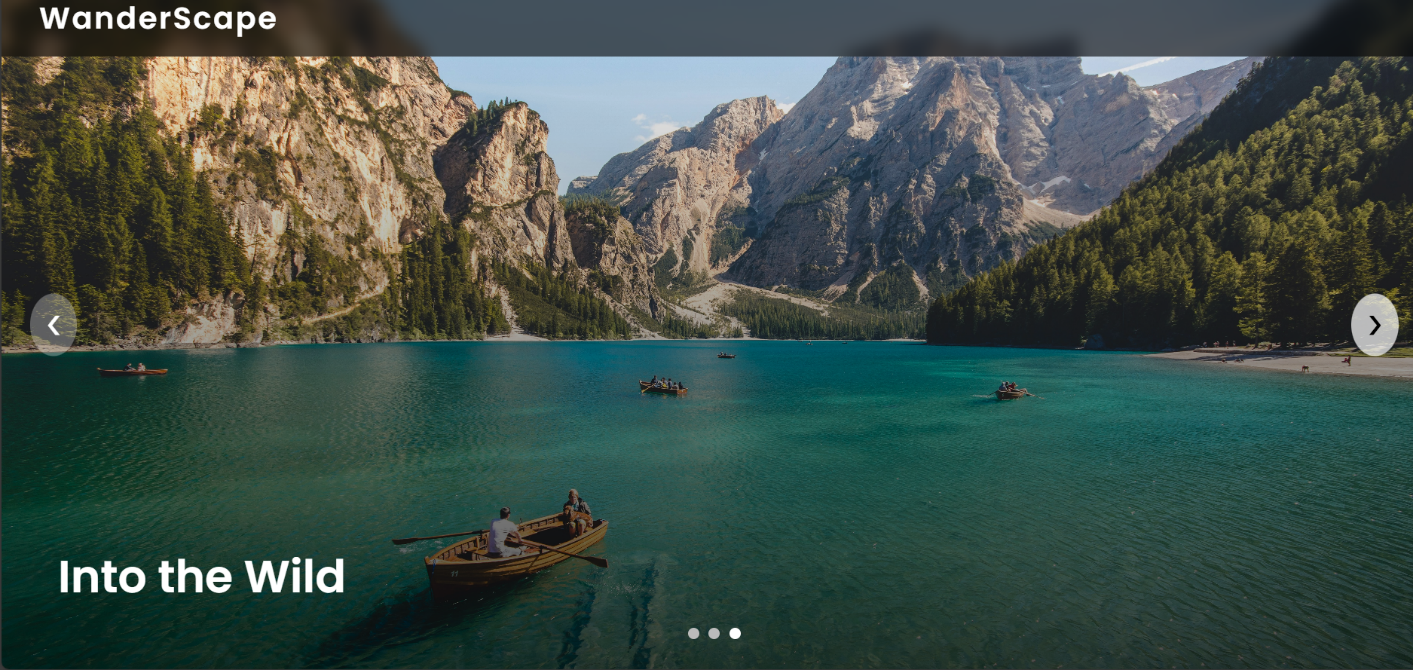 WanderScape
❮
❯
Into the Wild